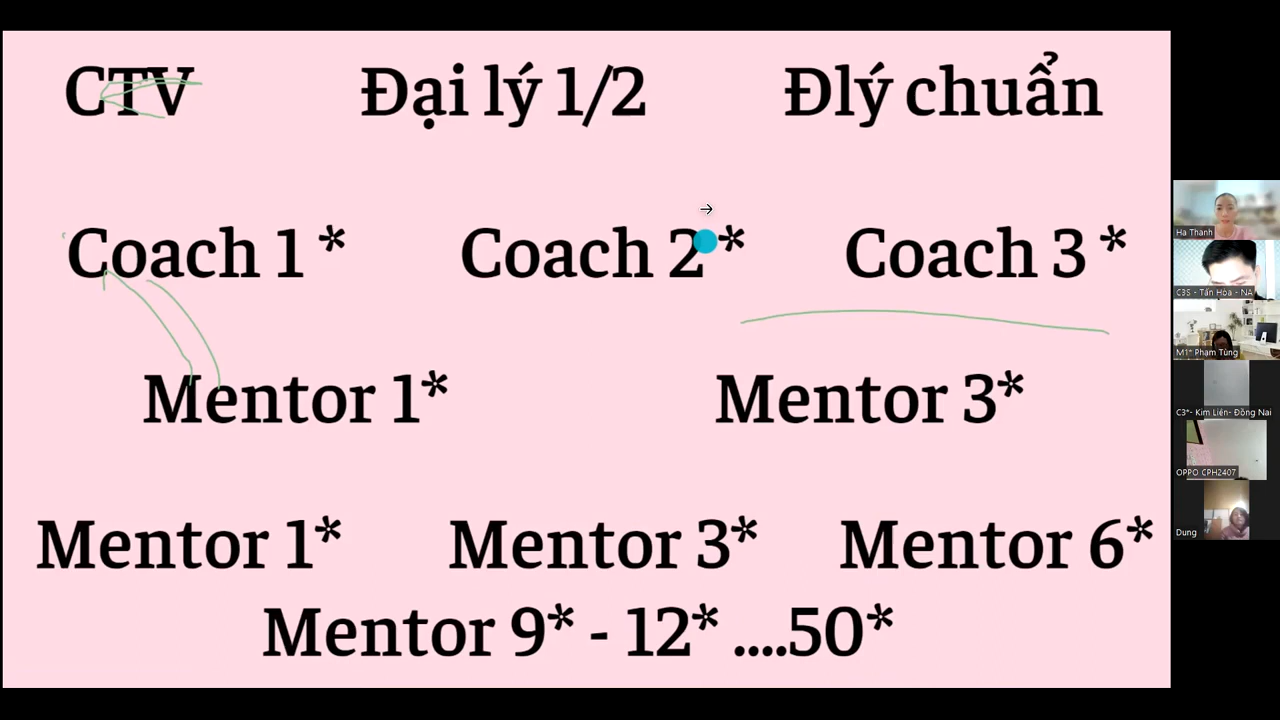 CTV Đại lý 1/2 Đlý chuẩn
Coach 1 * Coach 2 * Coach 3 *
Mentor 1* Mentor 3*
Mentor 1* Mentor 3* Mentor 6*
Mentor 9* - 12* ....50*
Ha Thanh
C3S - Tấn Hòa - NA
M1* Phạm Tùng
C3*- Kim Liên- Đồng Nai
OPPO CPH2407
Dung